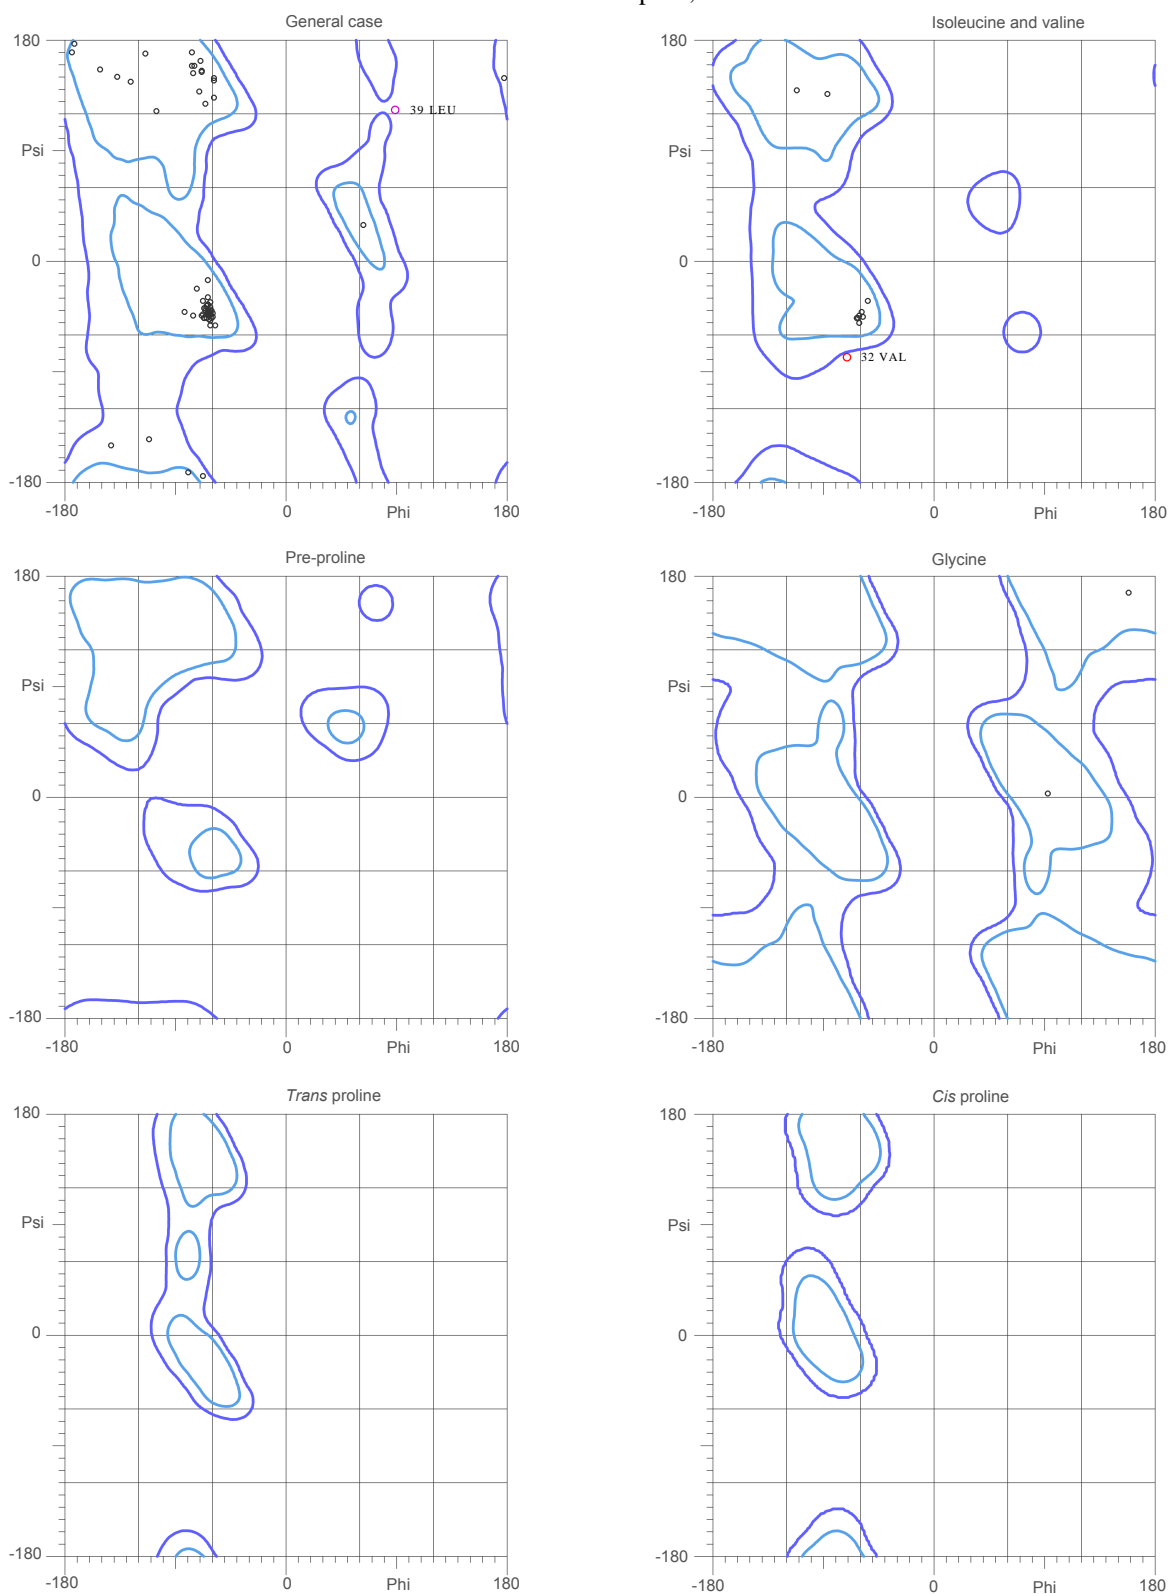 General case
180
39 LEU
Psi
0
-180
-180
0
Phi
180
Isoleucine and valine
180
Psi
0
32 VAL
-180
-180
0
Phi
180
Pre-proline
180
Psi
0
-180
-180
0
Phi
180
Glycine
180
Psi
0
-180
-180
0
Phi
180
Trans proline
180
Psi
0
-180
-180
0
Phi
180
Cis proline
180
Psi
0
-180
-180
0
Phi
180